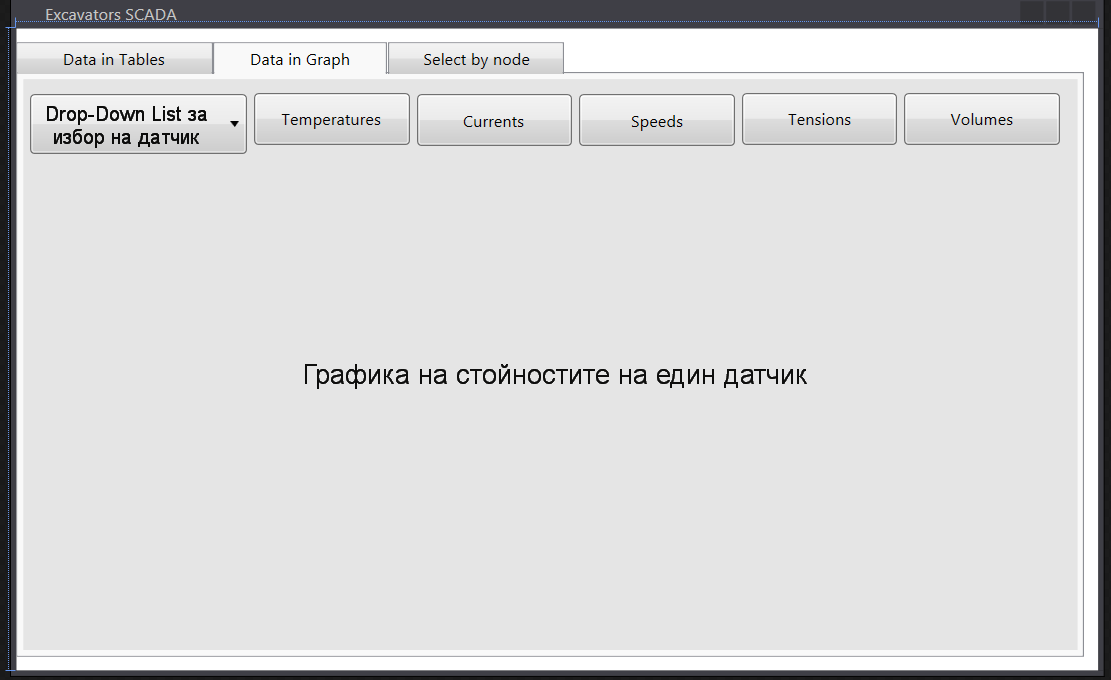 Excavators SCADA
Data in Tables
Data in Graph
Select by node
Drop-Down List за
избор на датчик
Temperatures
Currents
Speeds
Tensions
Volumes
Графика на стойностите на един датчик